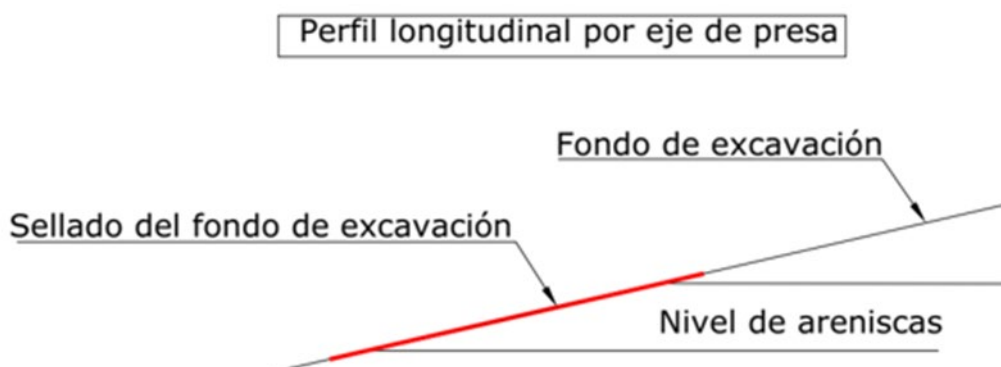 Perfil longitudinal por eje de presa
Fondo de excavación
Sellado del fondo de excavación
Nivel de areniscas